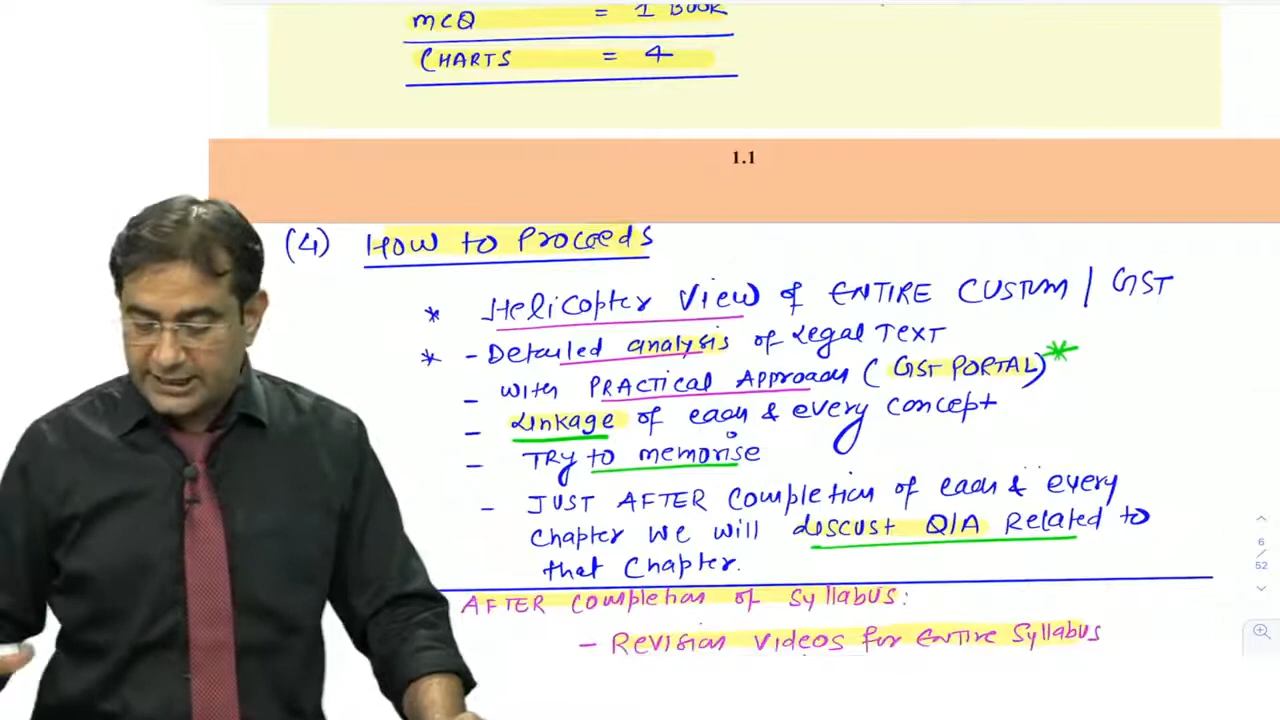 MCQ = 1 BOOK
CHARTS = 4
1.1
(4) HOW to PROCEEDS
* Helicopter View of ENTIRE CUSTOM / GST
* - Detailed analysis of Legal TEXT
- with PRACTICAL APPROACH (GST PORTAL) *
- Linkage of each & every concept
- TRY to memorise
- JUST AFTER Completion of each & every
Chapter we will discust Q/A Related to
that Chapter.
AFTER Completion of Syllabus:
- Revision Videos for Entire Syllabus
6
/
52